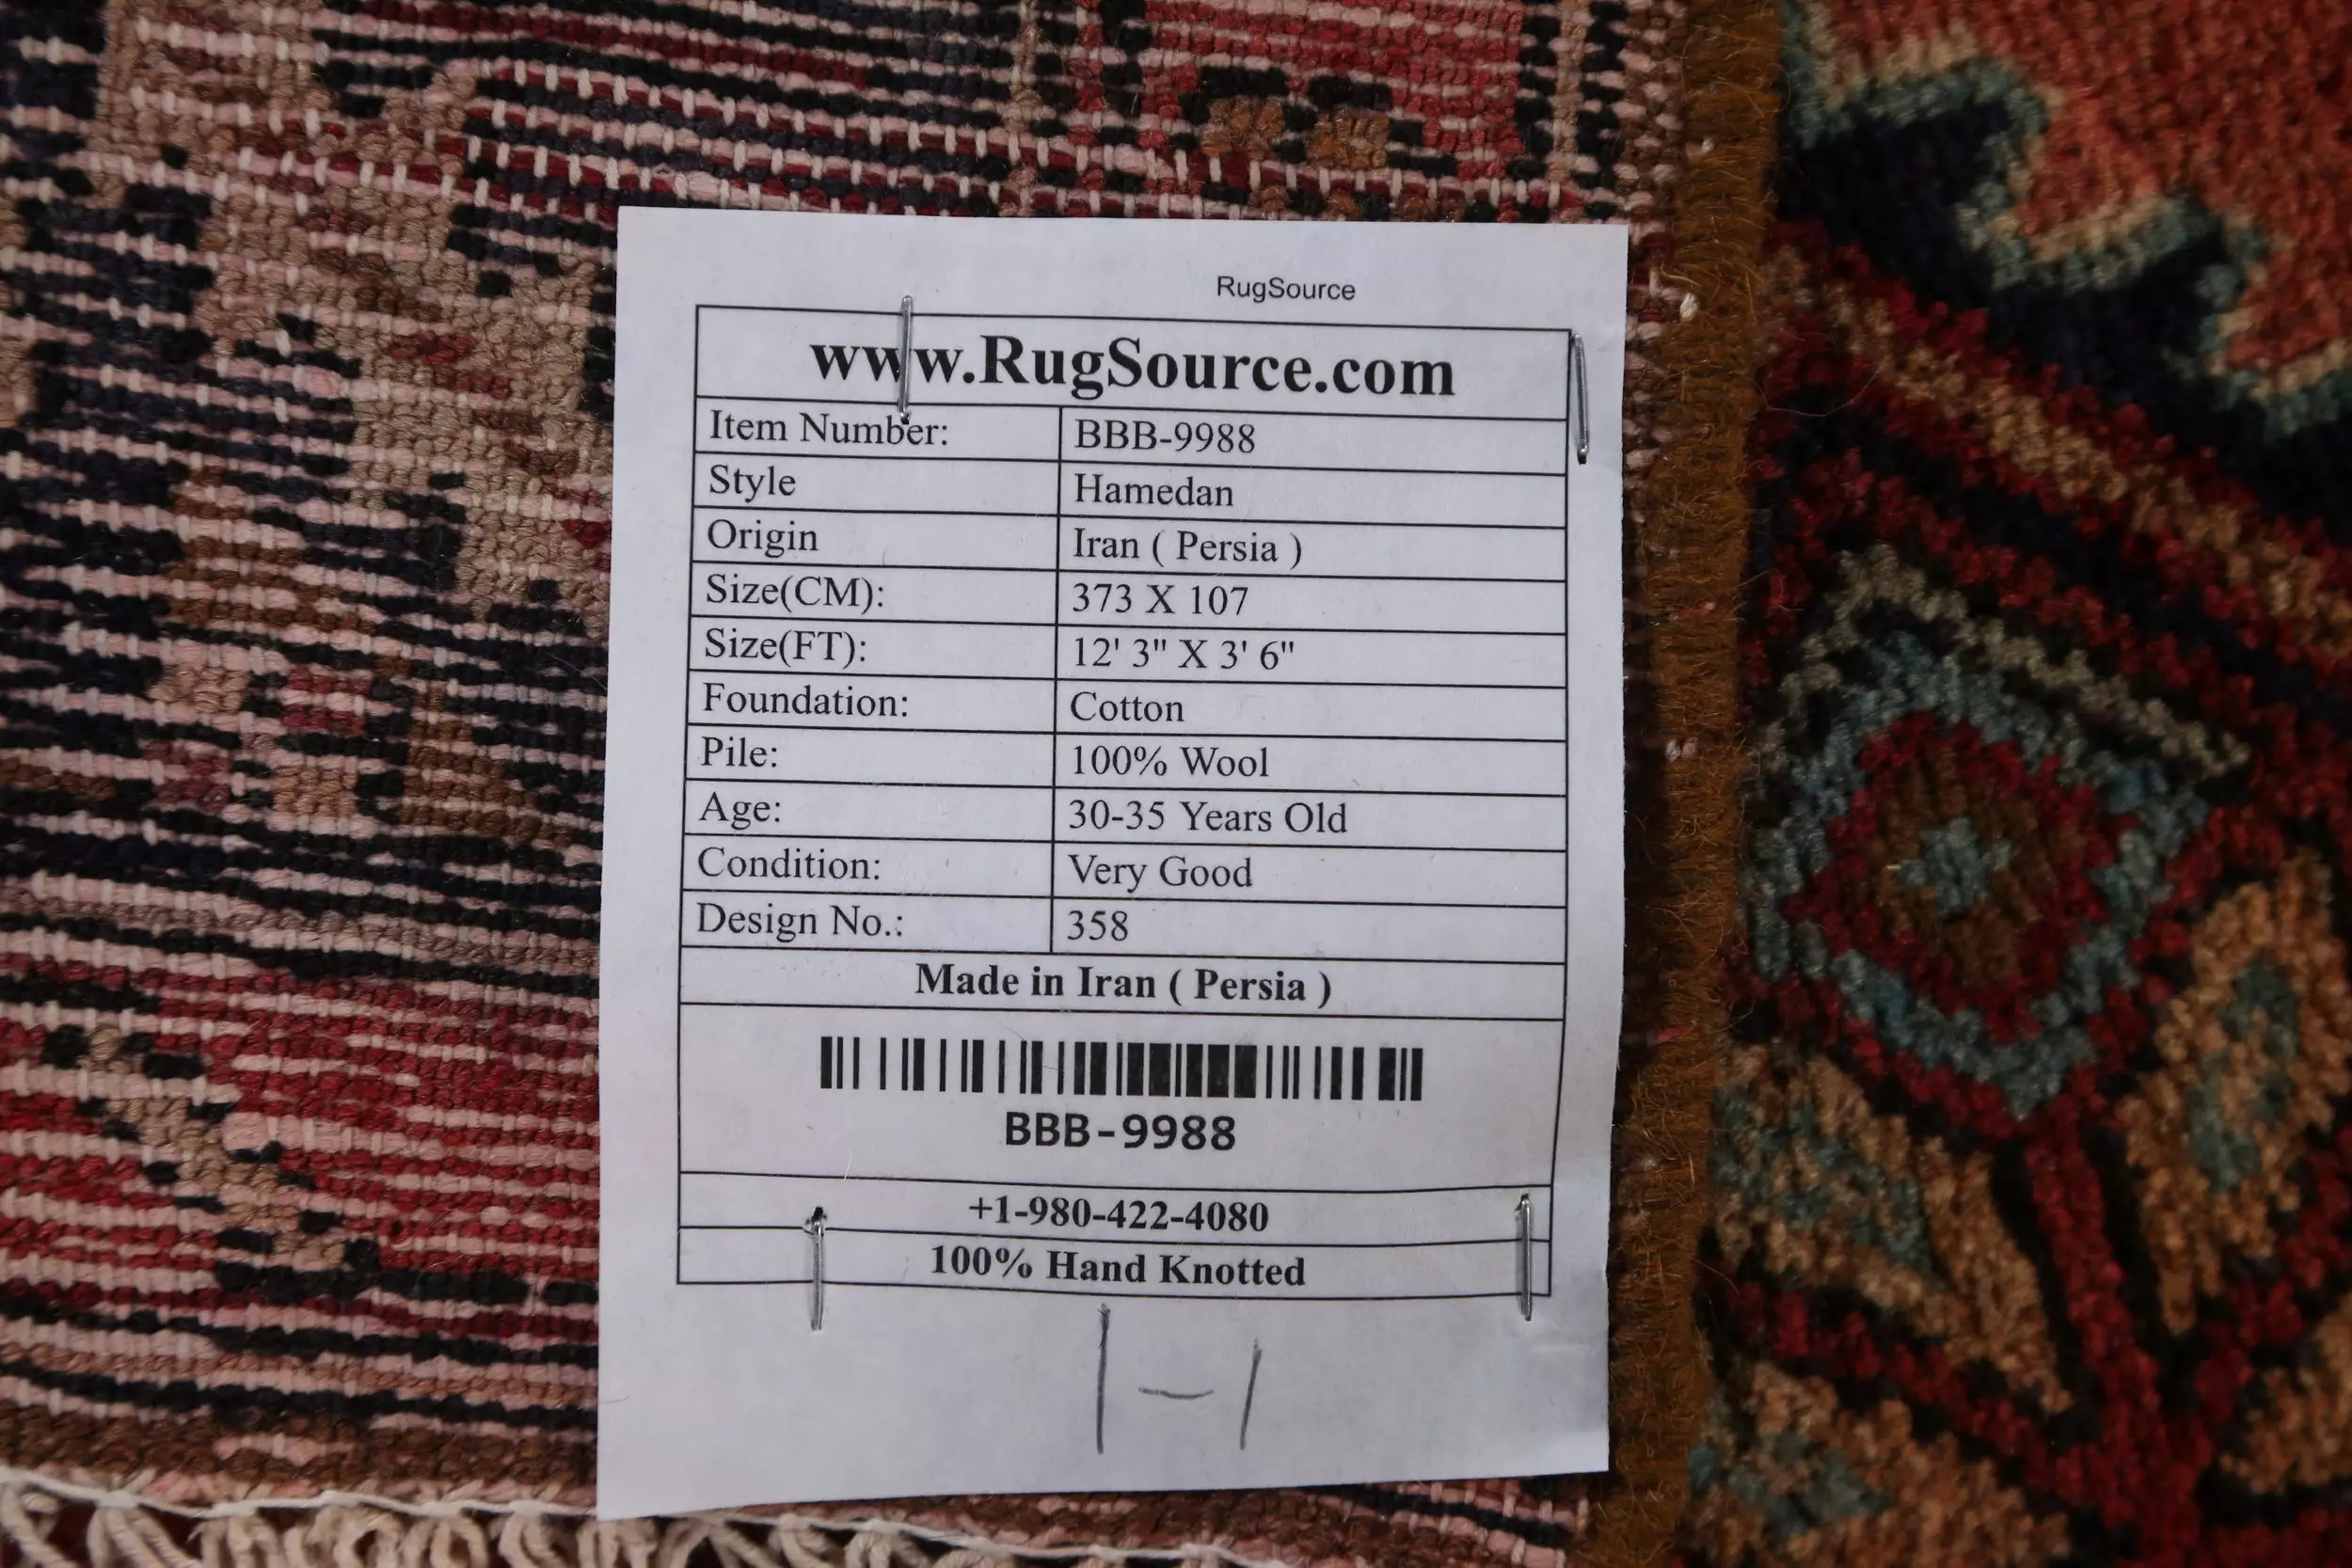 RugSource
www.RugSource.com
Item Number: BBB-9988
Style Hamedan
Origin Iran ( Persia )
Size(CM): 373 X 107
Size(FT): 12' 3" X 3' 6"
Foundation: Cotton
Pile: 100% Wool
Age: 30-35 Years Old
Condition: Very Good
Design No.: 358
Made in Iran ( Persia )
BBB-9988
+1-980-422-4080
100% Hand Knotted
1-1